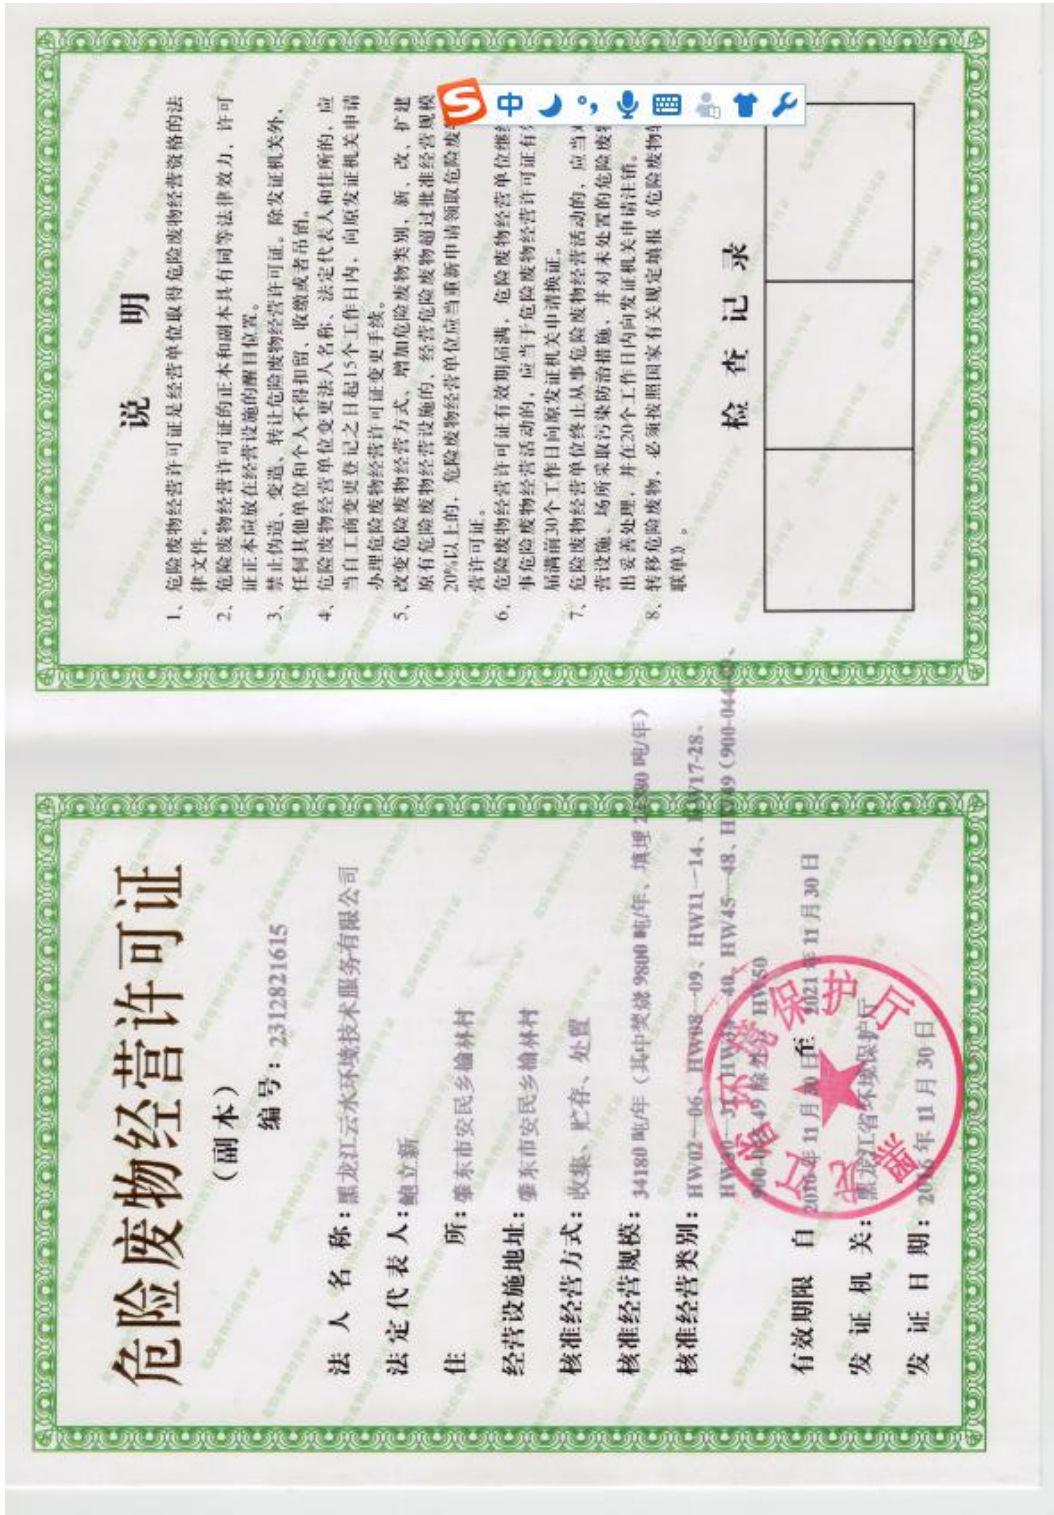 危险废物经营许可证
（副本）
编号：2312821615
法人名称：黑龙江云水环境技术服务有限公司
法定代表人：鲍立新
住所：肇东市安民乡榆林村
经营设施地址：肇东市安民乡榆林村
核准经营方式：收集、贮存、处置
核准经营规模：34180吨/年（其中焚烧9800吨/年、填埋24380吨/年）
核准经营类别：HW02—06、HW08—09、HW11—14、HW17-28、
40、HW45—48、HW49（900-044-49、
除外）、HW50
有效期限 自 2016年11月30日至 2021年11月30日
发证机关：黑龙江省环境保护厅
发证日期：2016年11月30日
黑龙江省环境保护厅
说明
1、危险废物经营许可证是经营单位取得危险废物经营资格的法
律文件。
2、危险废物经营许可证的正本和副本具有同等法律效力，许可
证正本应放在经营设施的醒目位置。
3、禁止伪造、变造、转让危险废物经营许可证。除发证机关外，
任何其他单位和个人不得扣留、收缴或者吊销。
4、危险废物经营单位变更法人名称、法定代表人和住所的，应
当自工商变更登记之日起15个工作日内，向原发证机关申请
办理危险废物经营许可证变更手续。
5、改变危险废物经营方式、增加危险废物类别，新、改、扩建
原有危险废物经营设施的、经营危险废物超过批准经营规模
20%以上的，危险废物经营单位应当重新申请领取危险废
营许可证。
6、危险废物经营许可证有效期届满，危险废物经营单位继
事危险废物经营活动的，应当于危险废物经营许可证有
届满前30个工作日向原发证机关申请换证。
7、危险废物经营单位终止从事危险废物经营活动的，应当
营设施、场所采取污染防治措施，并对未处置的危险废
出妥善处理，并在20个工作日内向发证机关申请注销。
8、转移危险废物，必须按照国家有关规定填报《危险废物
联单》。
检查记录
中